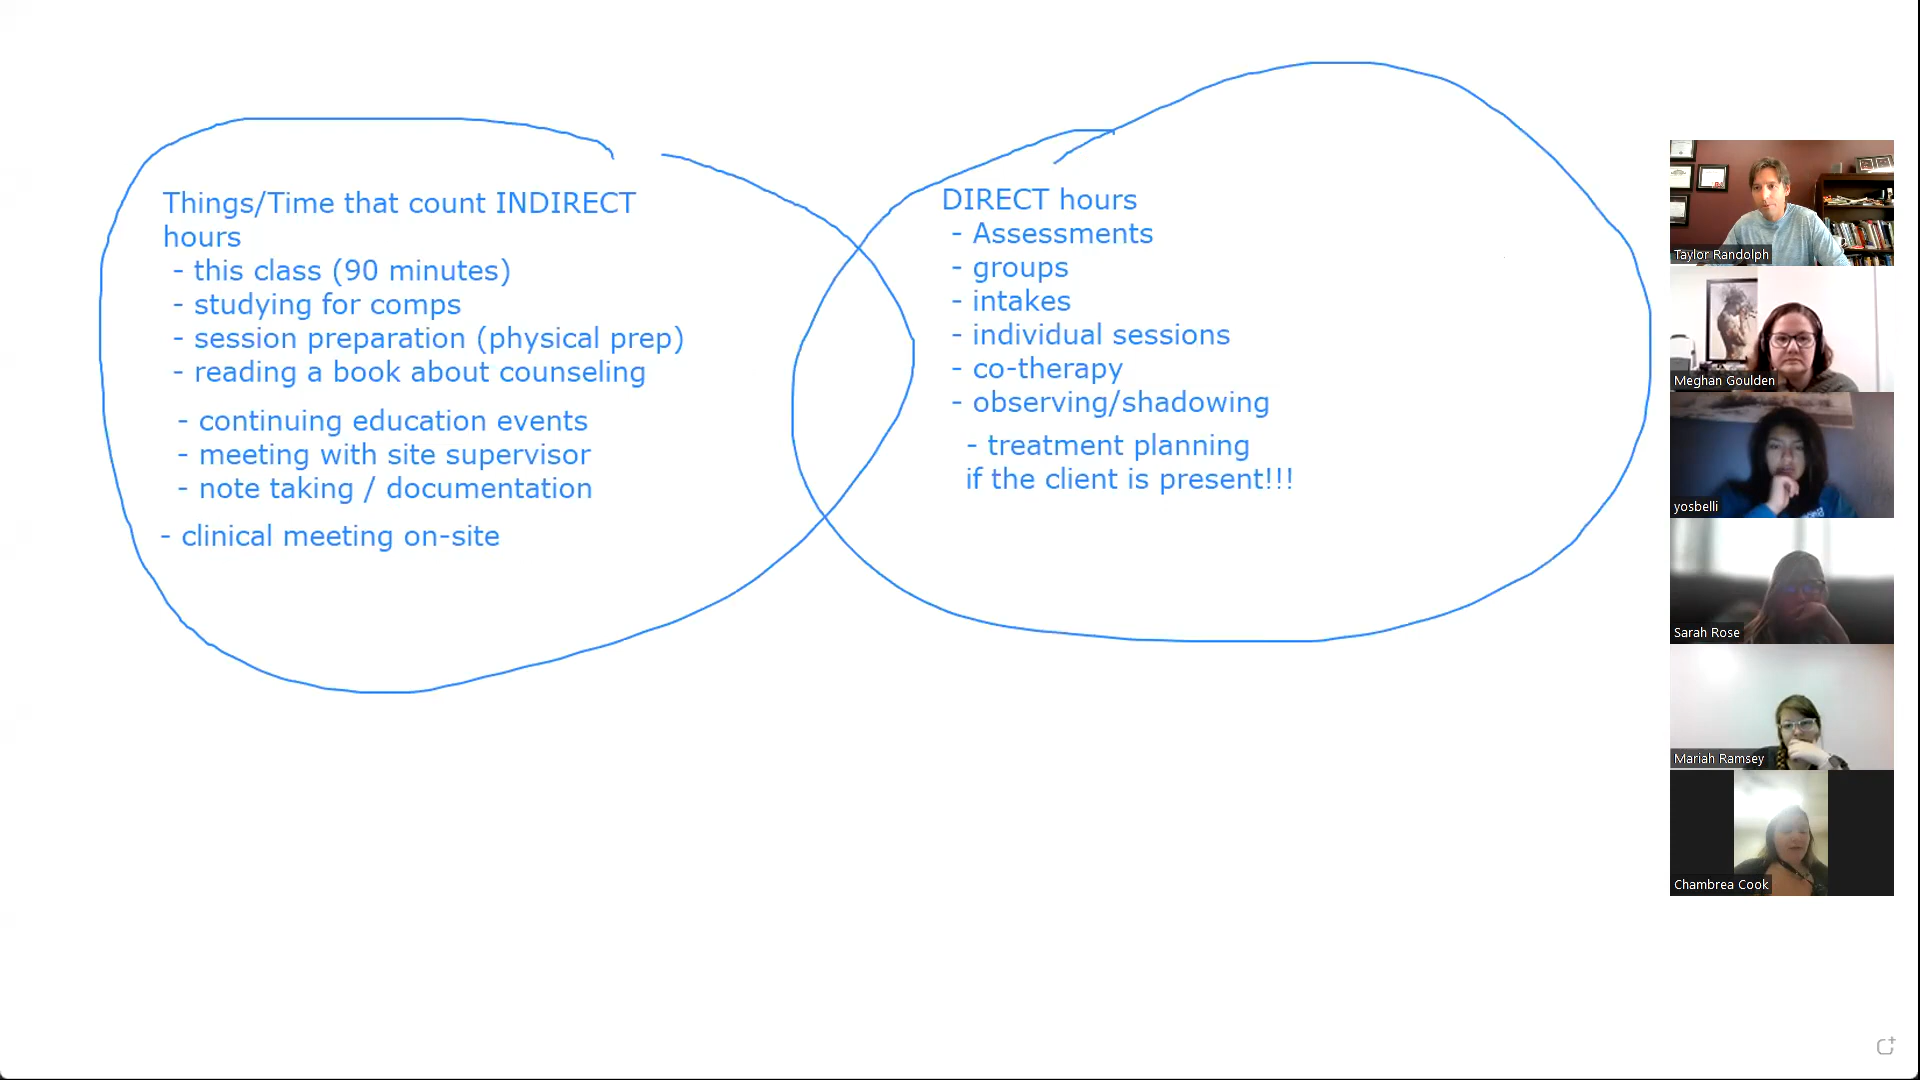 Things/Time that count INDIRECT
hours
- this class (90 minutes)
- studying for comps
- session preparation (physical prep)
- reading a book about counseling
- continuing education events
- meeting with site supervisor
- note taking / documentation
- clinical meeting on-site
DIRECT hours
- Assessments
- groups
- intakes
- individual sessions
- co-therapy
- observing/shadowing
- treatment planning
if the client is present!!!
Taylor Randolph
Meghan Goulden
yosbelli
Sarah Rose
Mariah Ramsey
Chambrea Cook